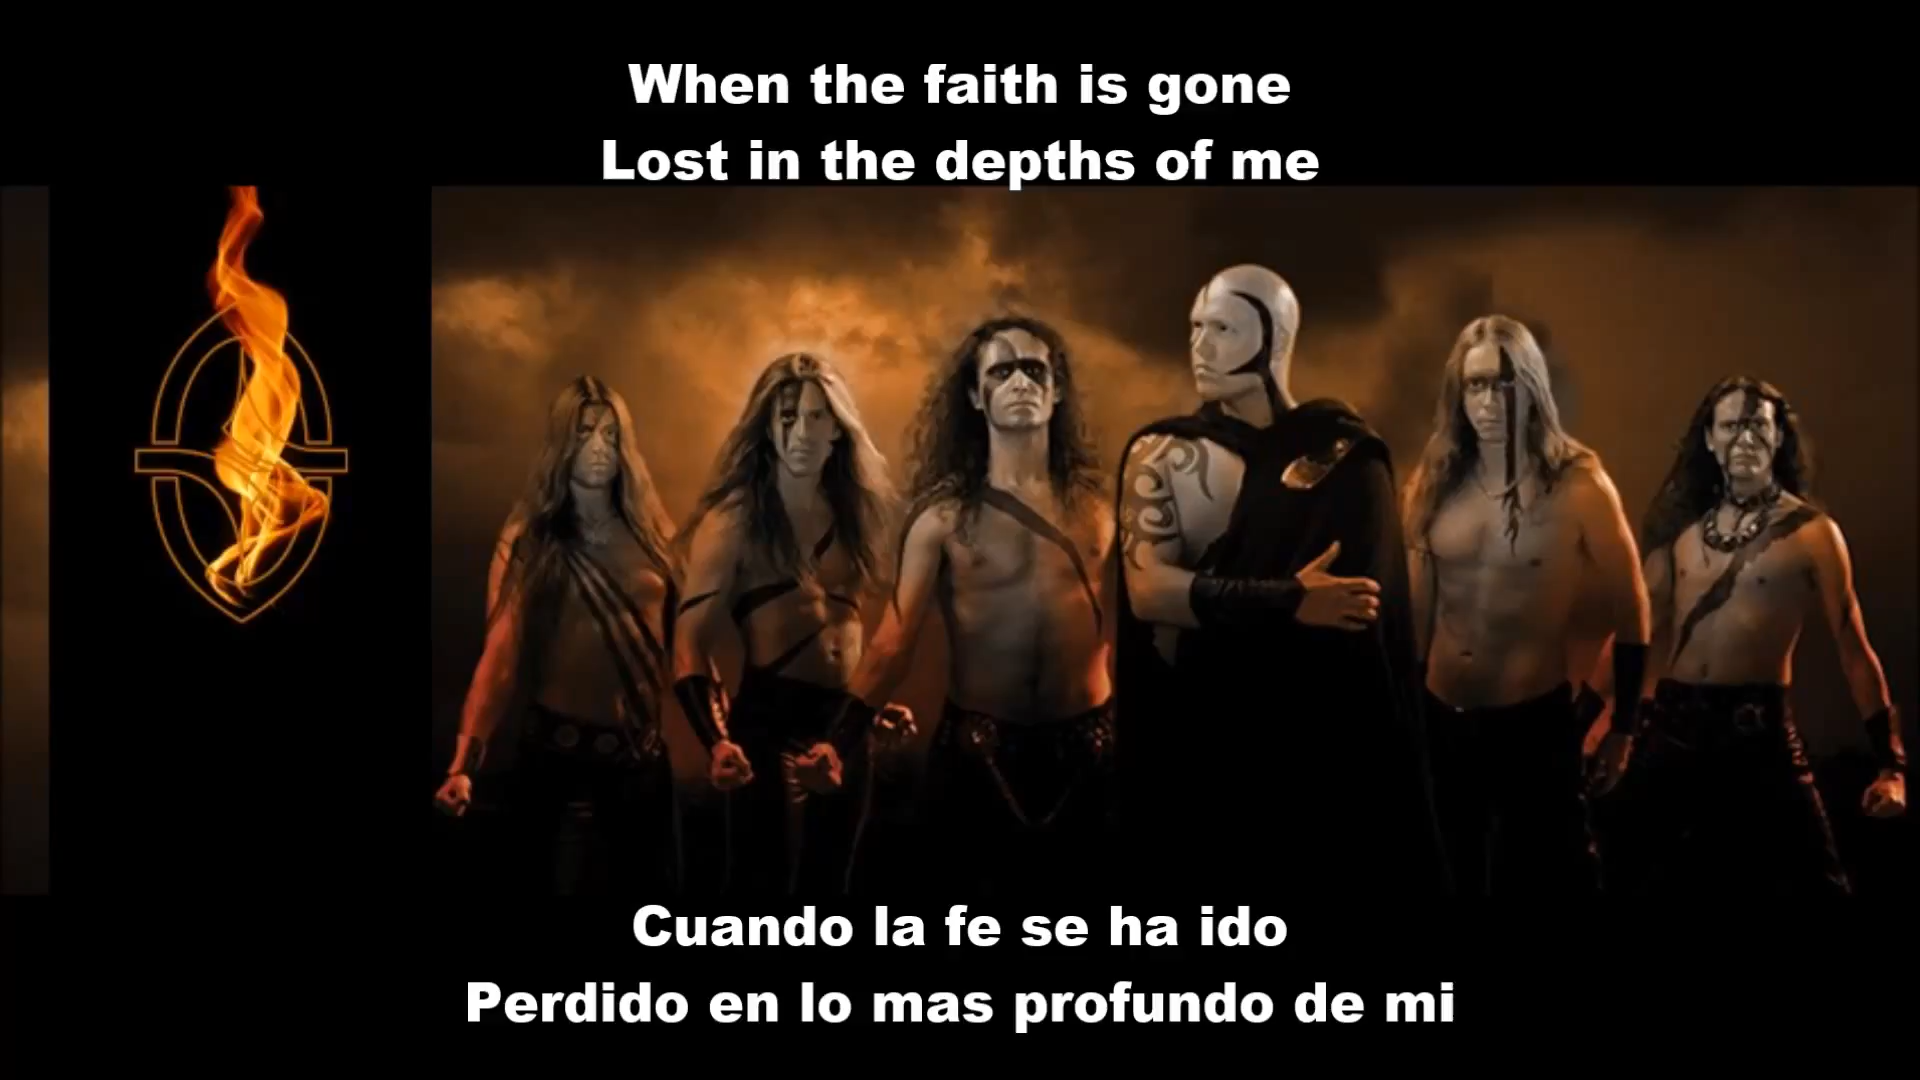 When the faith is gone
Lost in the depths of me
Cuando la fe se ha ido
Perdido en lo mas profundo de mi